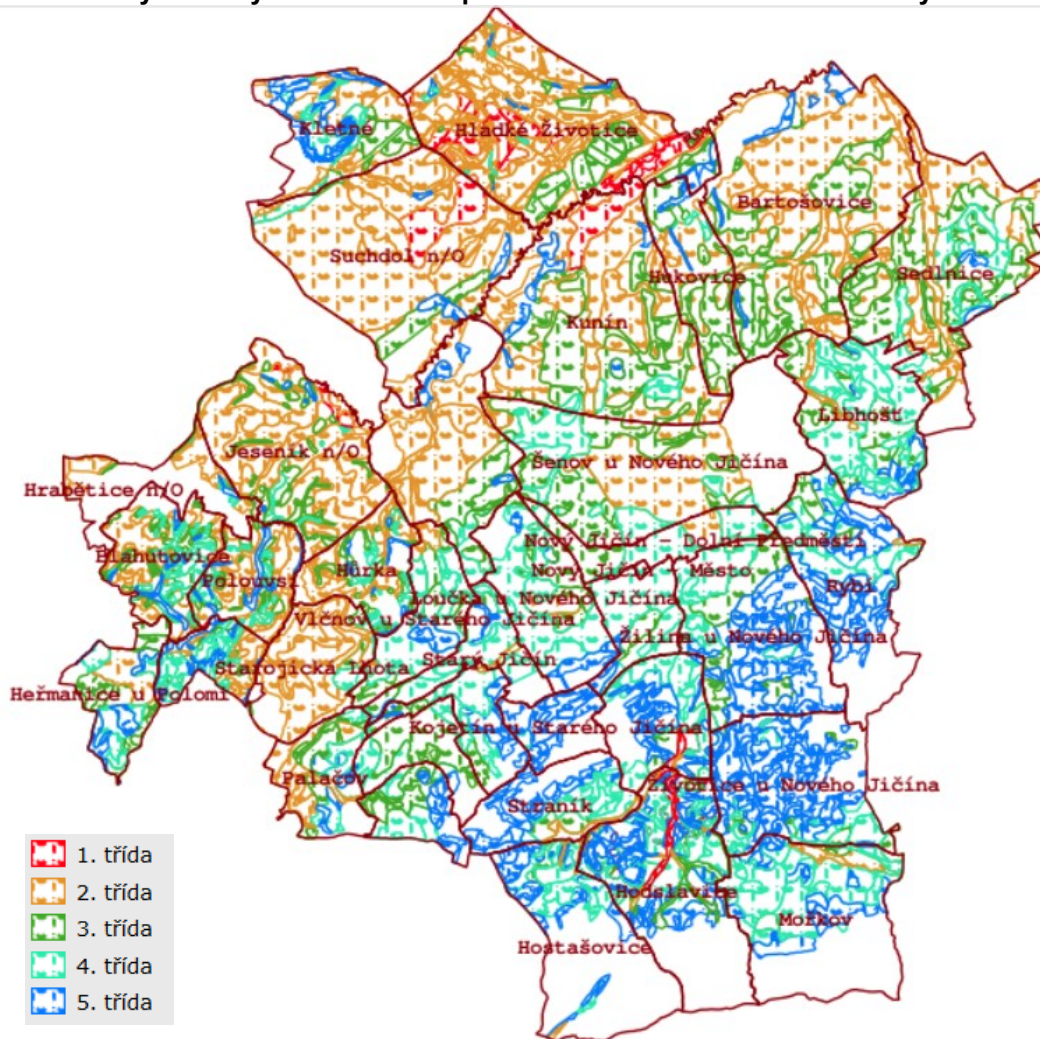 Kletné
Hladké Životice
Bartošovice
Suchdol n/O
Hukovice
Sedlnice
Kunín
Libhošť
Jeseník n/O
Šenov u Nového Jičína
Hrabětice n/O
Nový Jičín - Dolní Předměstí
Blahutovice
Hůrka
Nový Jičín - Město
Polouvsí
Rybí
Loučka u Nového Jičína
Vlčnov u Starého Jičína
Žilina u Nového Jičína
Starojická Lhota
Starý Jičín
Heřmanice u Polomi
Kojetín u Starého Jičína
Palačov
Životice u Nového Jičína
Straník
Hodslavice
Mořkov
Hostašovice
1. třída
2. třída
3. třída
4. třída
5. třída